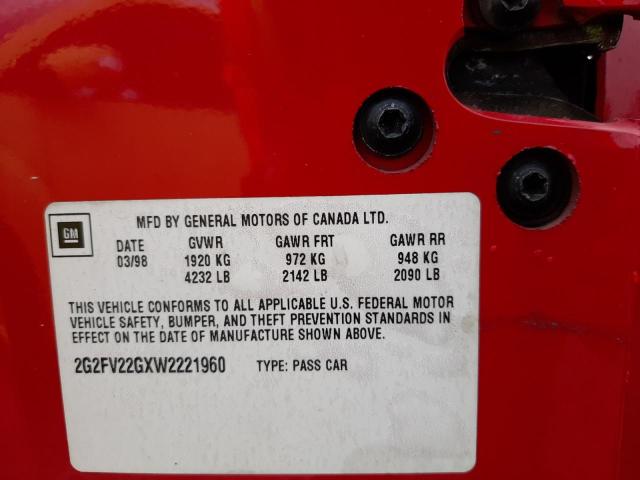 GM
MFD BY GENERAL MOTORS OF CANADA LTD.
DATE GVWR GAWR FRT GAWR RR
03/98 1920 KG 972 KG 948 KG
4232 LB 2142 LB 2090 LB
THIS VEHICLE CONFORMS TO ALL APPLICABLE U.S. FEDERAL MOTOR
VEHICLE SAFETY, BUMPER, AND THEFT PREVENTION STANDARDS IN
EFFECT ON THE DATE OF MANUFACTURE SHOWN ABOVE.
2G2FV22GXW2221960 TYPE: PASS CAR